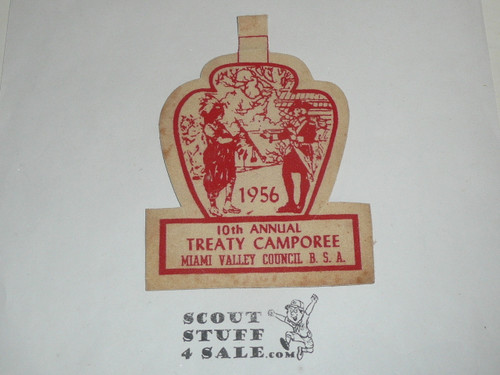 1956
10th ANNUAL
TREATY CAMPOREE
MIAMI VALLEY COUNCIL B. S. A.
SCOUT
STUFF
4 SALE.com